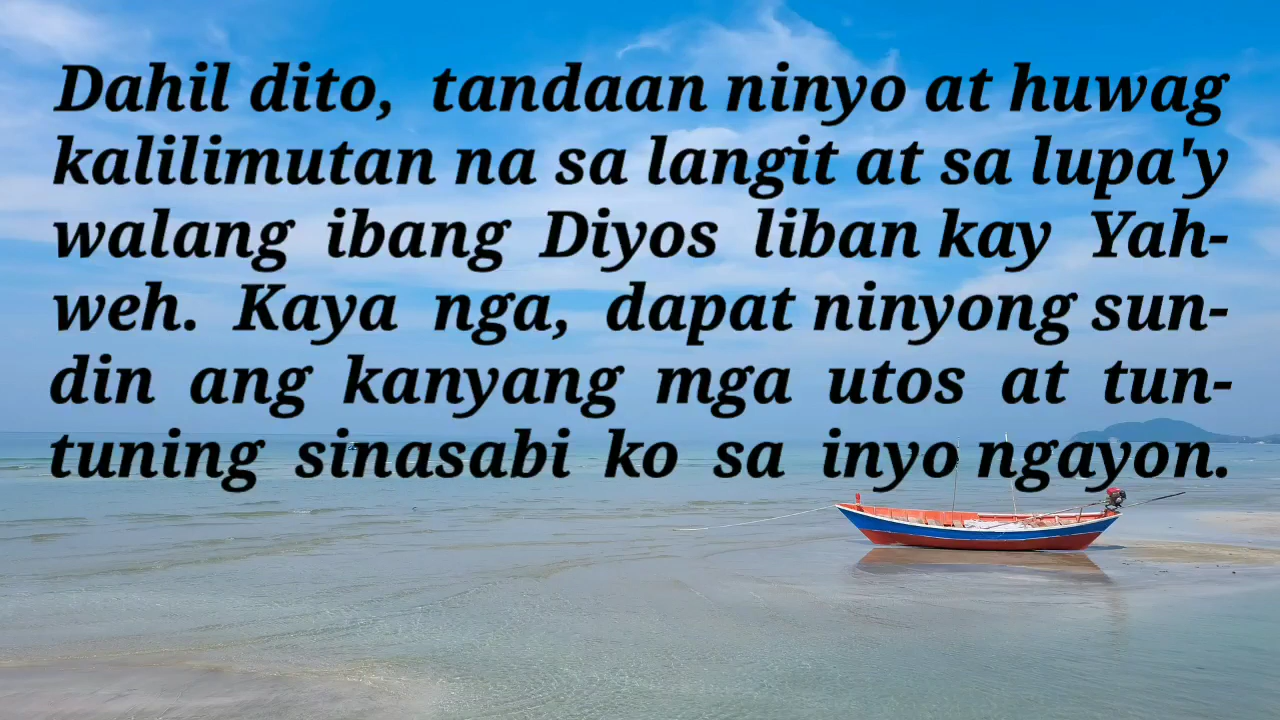 Dahil dito, tandaan ninyo at huwag
kalilimutan na sa langit at sa lupa'y
walang ibang Diyos liban kay Yah-
weh. Kaya nga, dapat ninyong sun-
din ang kanyang mga utos at tun-
tuning sinasabi ko sa inyo ngayon.